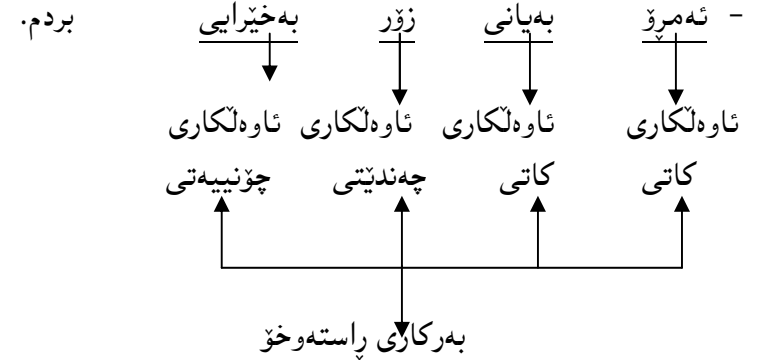 - ئەمڕۆ بەیانی زۆر بەخێرایی بردم.
ئاوەڵکاری ئاوەڵکاری ئاوەڵکاری ئاوەڵکاری
کاتی کاتی چەندێتی چۆنییەتی
بەرکاری ڕاستەوخۆ